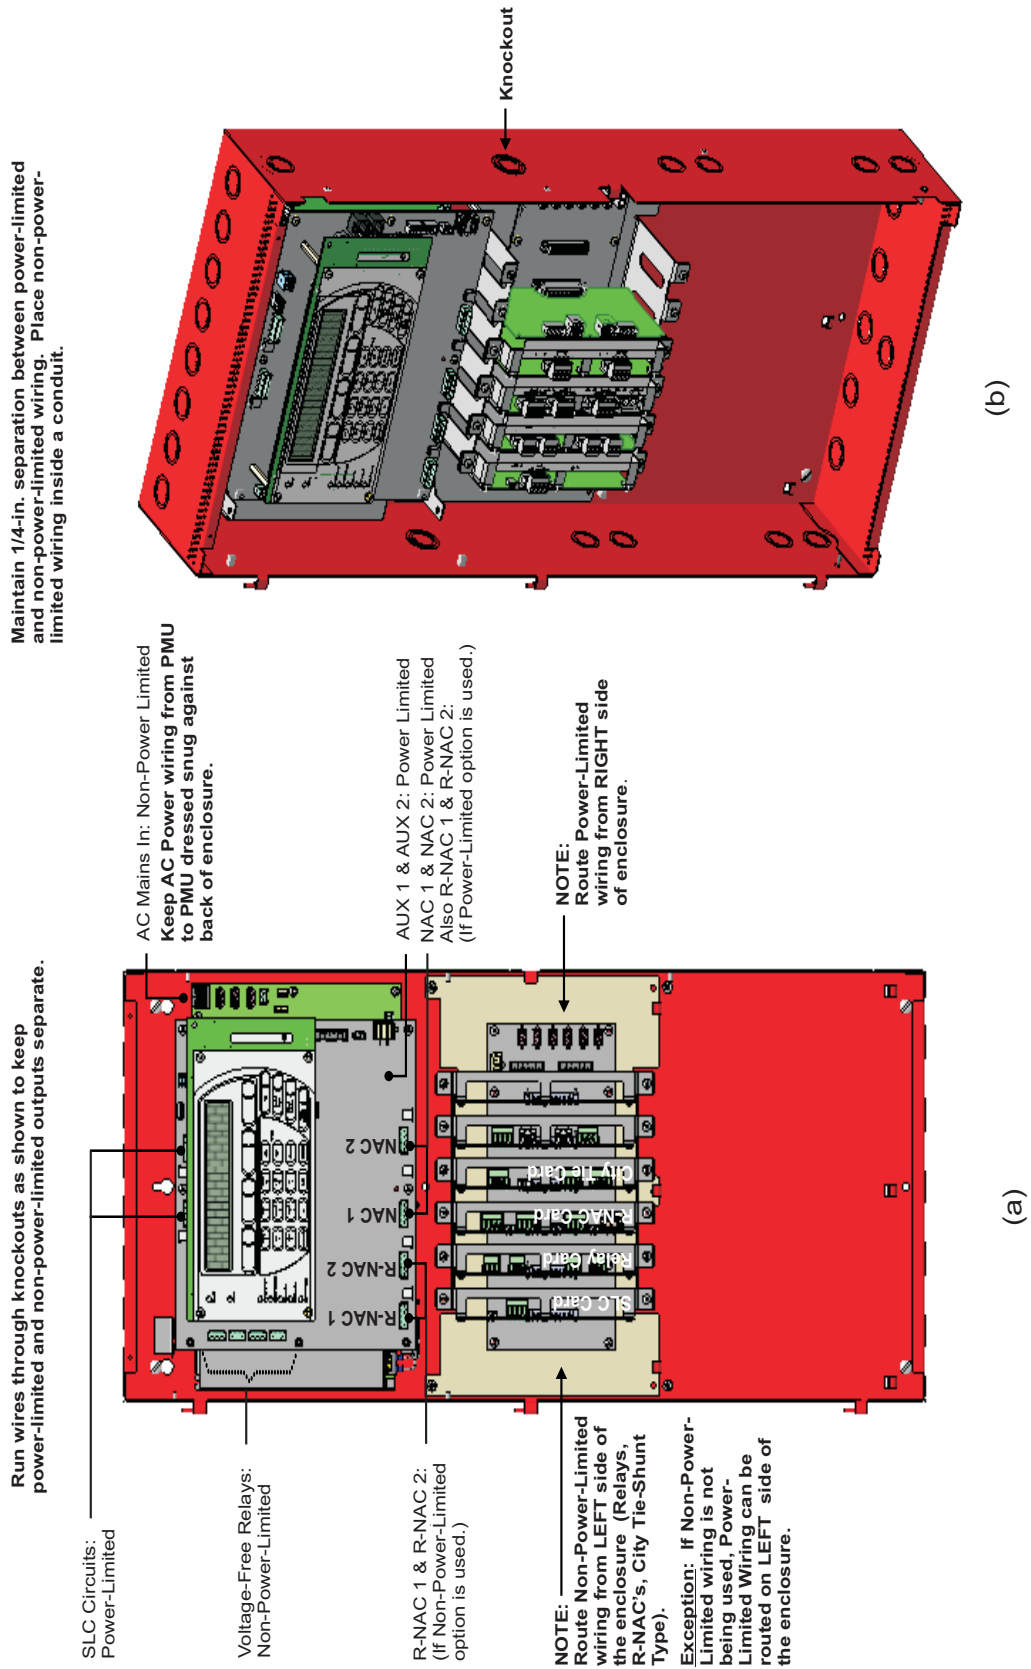 Run wires through knockouts as shown to keep
power-limited and non-power-limited outputs separate.
Maintain 1/4-in. separation between power-limited
and non-power-limited wiring. Place non-power-
limited wiring inside a conduit.
SLC Circuits:
Power-Limited
Voltage-Free Relays:
Non-Power-Limited
R-NAC 1 & R-NAC 2:
(If Non-Power-Limited
option is used.)
NOTE:
Route Non-Power-Limited
wiring from LEFT side of
the enclosure (Relays,
R-NAC's, City Tie-Shunt
Type).
Exception: If Non-Power-
Limited wiring is not
being used, Power-
Limited Wiring can be
routed on LEFT side of
the enclosure.
R-NAC 1
R-NAC 2
NAC 1
NAC 2
SLC Card
Relay Card
R-NAC Card
City Tie Card
AC Mains In: Non-Power Limited
Keep AC Power wiring from PMU
to PMU dressed snug against
back of enclosure.
AUX 1 & AUX 2: Power Limited
NAC 1 & NAC 2: Power Limited
Also R-NAC 1 & R-NAC 2:
(If Power-Limited option is used.)
NOTE:
Route Power-Limited
wiring from RIGHT side
of enclosure.
Knockout
(a)
(b)